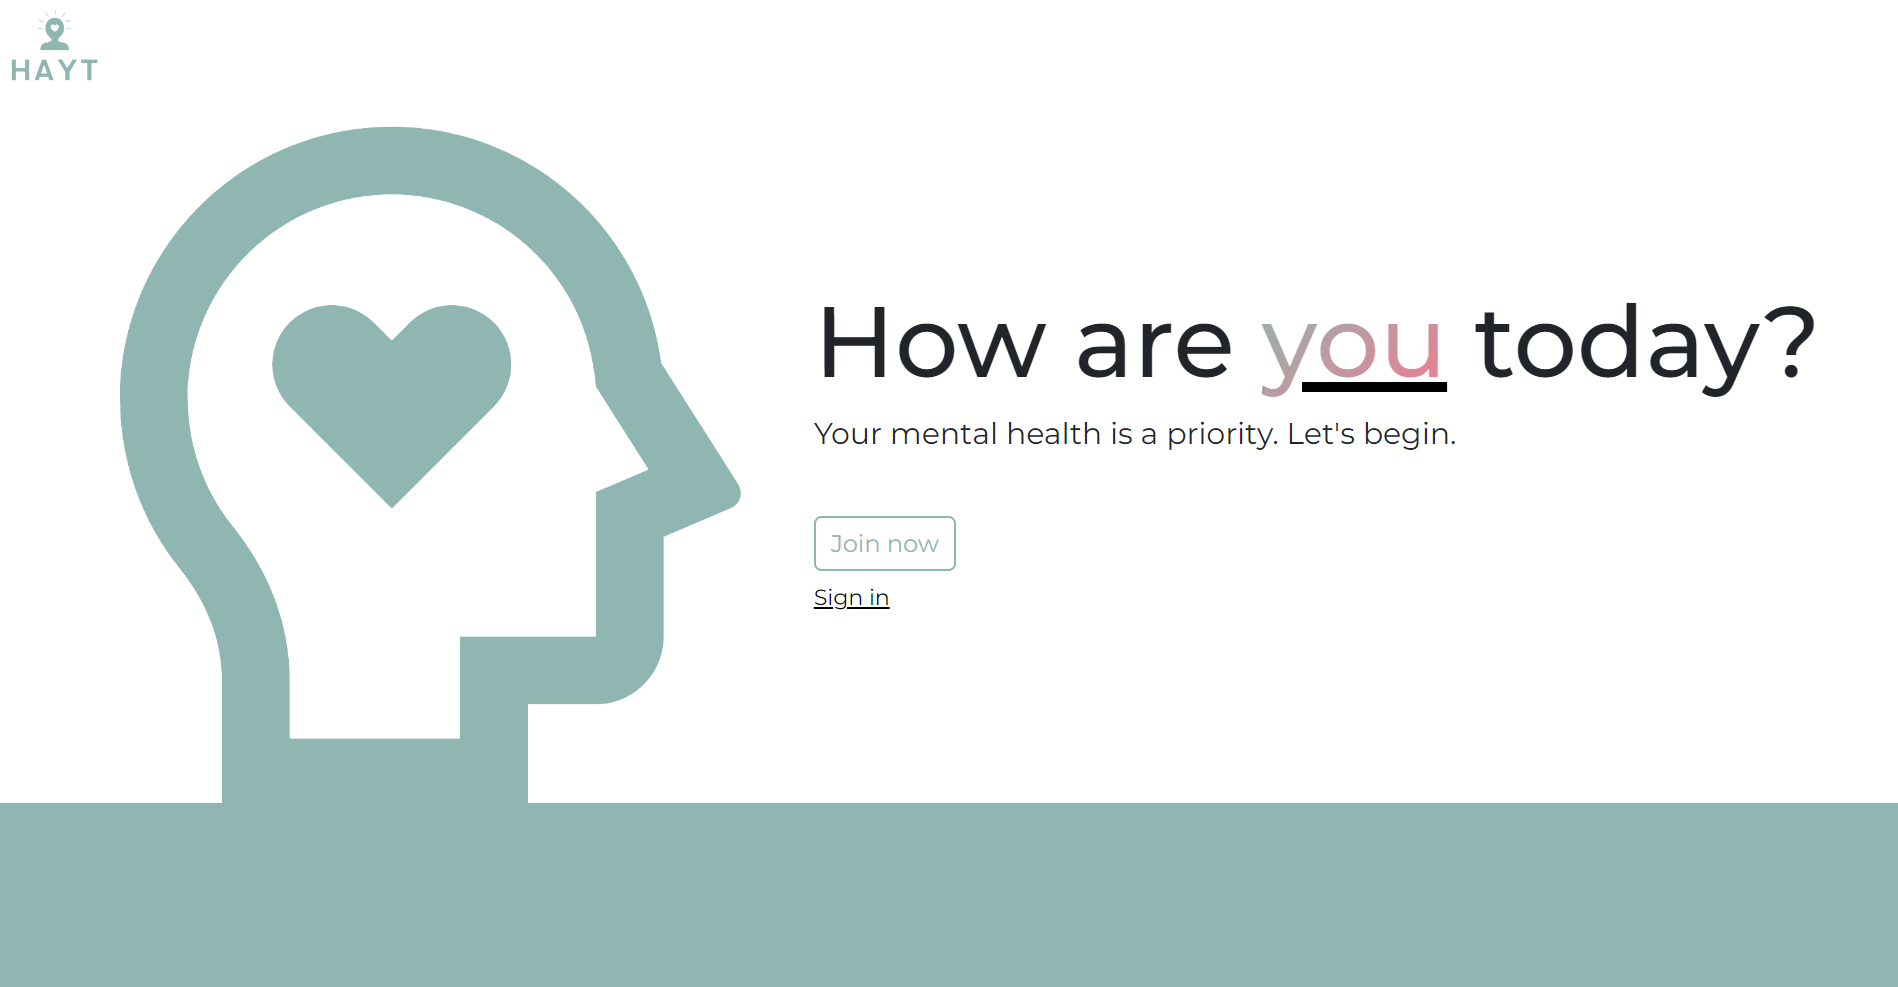 HAYT
How are you today?
Your mental health is a priority. Let's begin.
Join now
Sign in